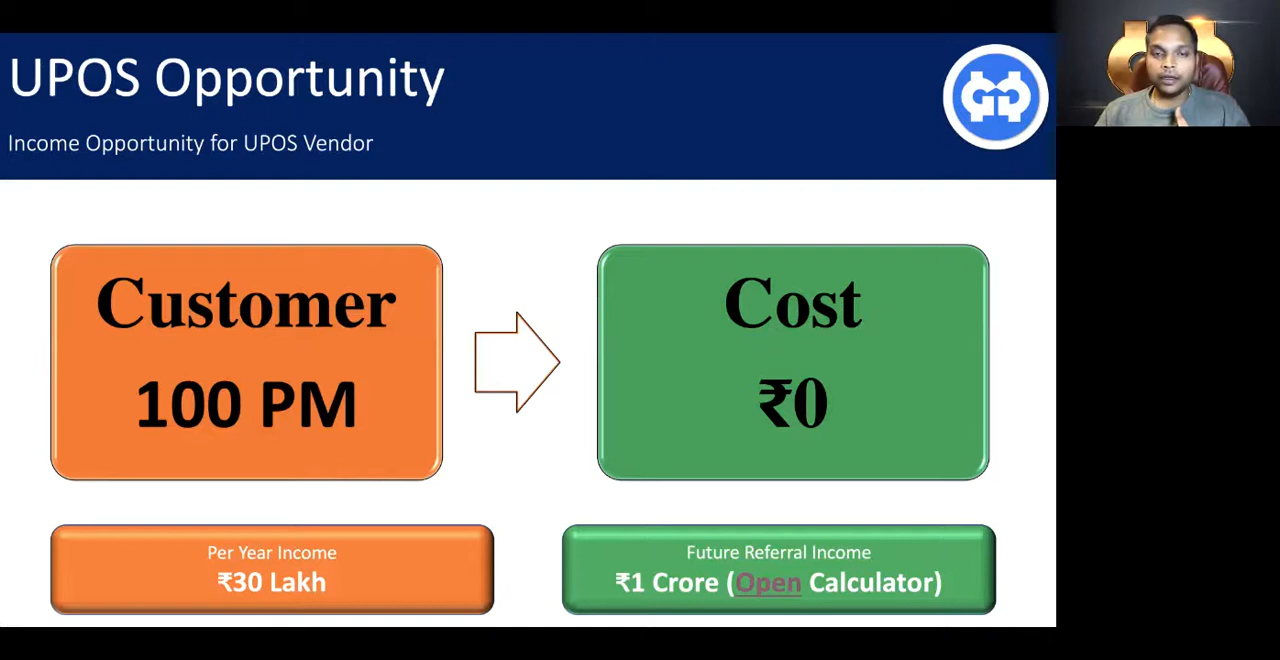 UPOS Opportunity
Income Opportunity for UPOS Vendor
Customer
100 PM
Cost
₹0
Per Year Income
₹30 Lakh
Future Referral Income
₹1 Crore (Open Calculator)